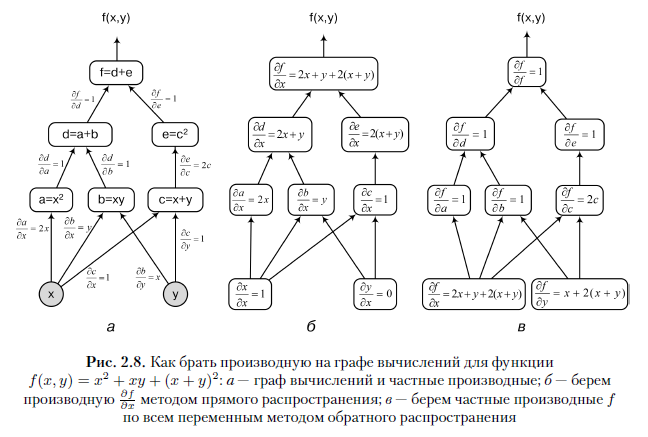 f(x,y) f(x,y) f(x,y)
f=d+e ∂f/∂x = 2x+y+2(x+y) ∂f/∂f = 1
∂f/∂d = 1 ∂f/∂e = 1
d=a+b e=c² ∂d/∂x = 2x+y ∂e/∂x = 2(x+y) ∂f/∂d = 1 ∂f/∂e = 1
∂d/∂a = 1 ∂d/∂b = 1 ∂e/∂c = 2c
a=x² b=xy c=x+y ∂a/∂x = 2x ∂b/∂x = y ∂c/∂x = 1 ∂f/∂a = 1 ∂f/∂b = 1 ∂f/∂c = 2c
∂a/∂x = 2x ∂b/∂x = y ∂c/∂y = 1
∂c/∂x = 1 ∂b/∂y = x
x y ∂x/∂x = 1 ∂y/∂x = 0 ∂f/∂x = 2x+y+2(x+y) ∂f/∂y = x+2(x+y)
а б в
Рис. 2.8. Как брать производную на графе вычислений для функции
f(x, y) = x² + xy + (x + y)²: а — граф вычислений и частные производные; б — берем
производную ∂f/∂x методом прямого распространения; в — берем частные производные f
по всем переменным методом обратного распространения